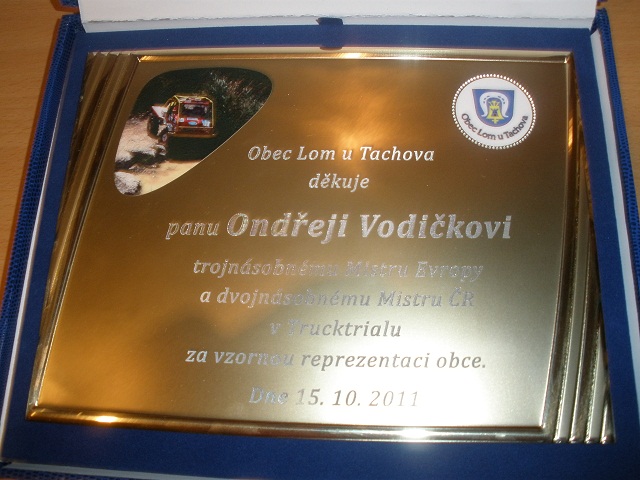 Obec Lom u Tachova
Obec Lom u Tachova
děkuje
panu Ondřeji Vodičkovi
trojnásobnému Mistru Evropy
a dvojnásobnému Mistru ČR
v Trucktrialu
za vzornou reprezentaci obce.
Dne 15. 10. 2011